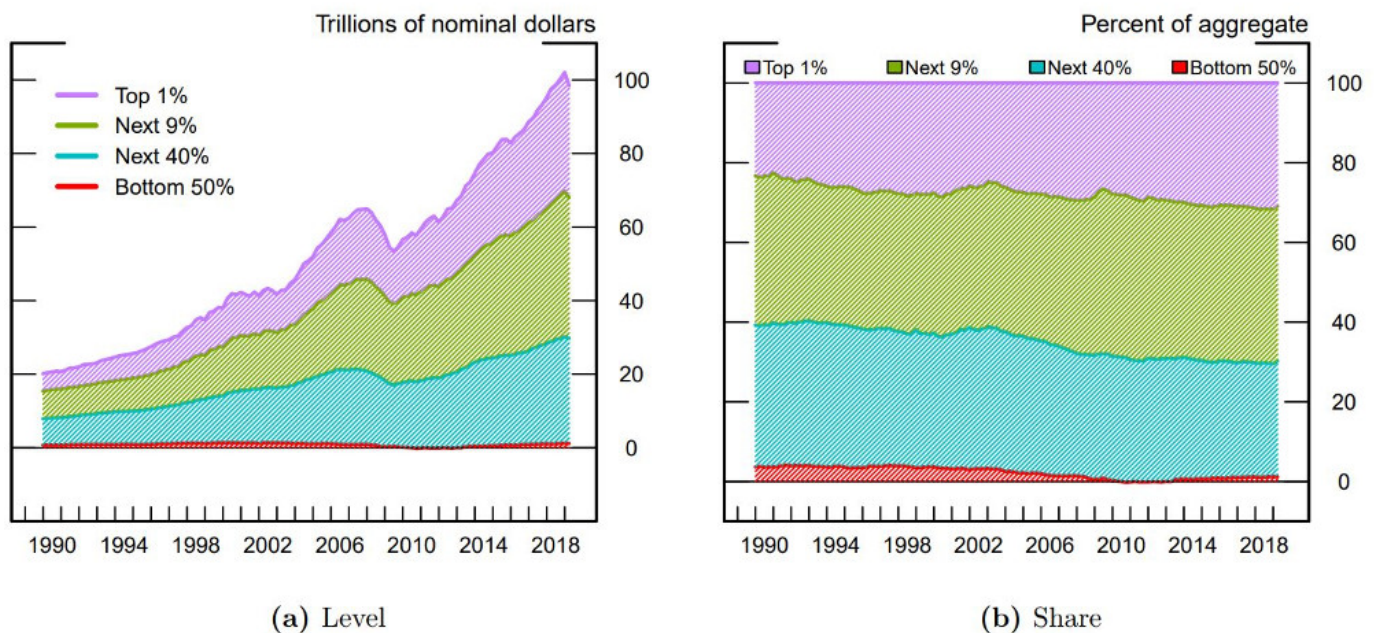 Trillions of nominal dollars
Top 1%
Next 9%
Next 40%
Bottom 50%
100
80
60
40
20
0
1990 1994 1998 2002 2006 2010 2014 2018
(a) Level
Percent of aggregate
Top 1% Next 9% Next 40% Bottom 50%
100
80
60
40
20
0
1990 1994 1998 2002 2006 2010 2014 2018
(b) Share